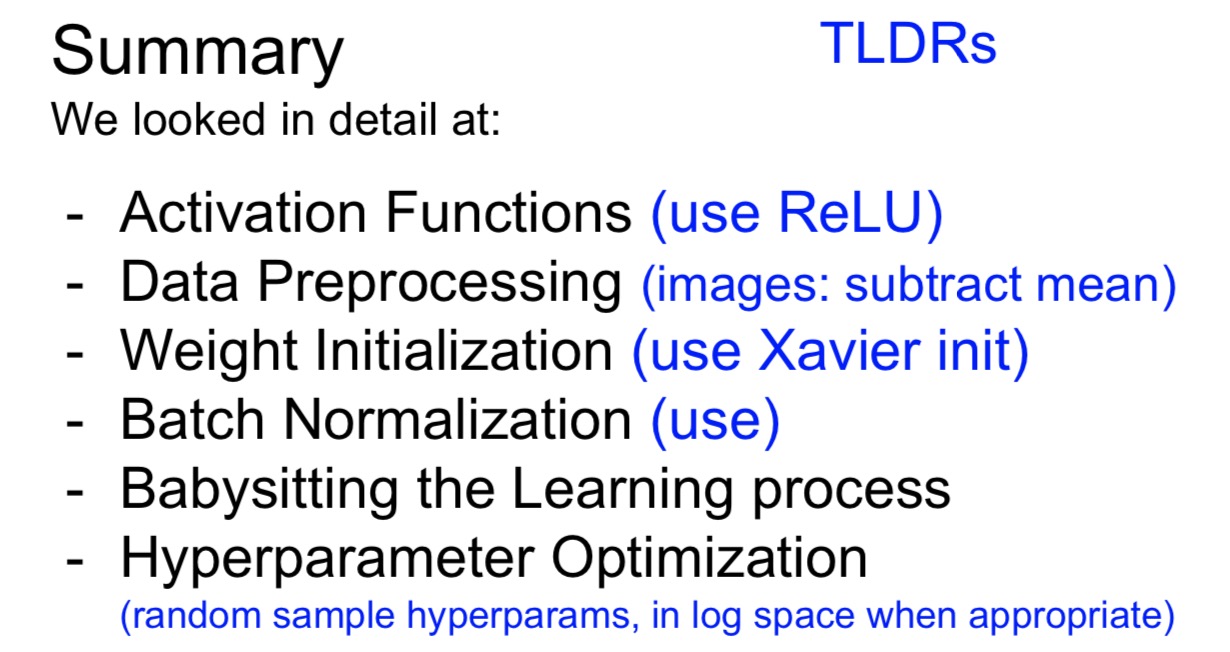 Summary TLDRs
We looked in detail at:
- Activation Functions (use ReLU)
- Data Preprocessing (images: subtract mean)
- Weight Initialization (use Xavier init)
- Batch Normalization (use)
- Babysitting the Learning process
- Hyperparameter Optimization
(random sample hyperparams, in log space when appropriate)